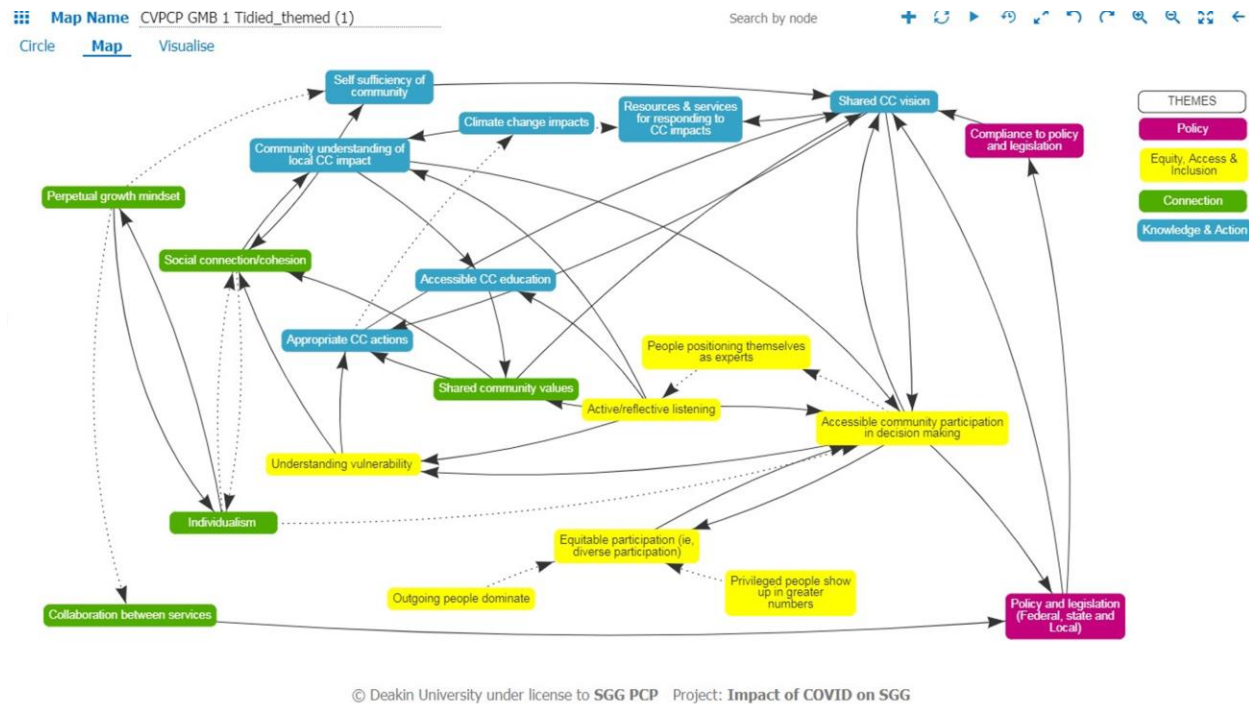 Map Name CVPCP GMB 1 Tidied_themed (1)
Search by node
Circle
Map
Visualise
Self sufficiency of
community
Shared CC vision
THEMES
Policy
Equity, Access &
Inclusion
Connection
Knowledge & Action
Climate change impacts
Resources & services
for responding to
CC impacts
Compliance to policy
and legislation
Community understanding of
local CC impact
Perpetual growth mindset
Social connection/cohesion
Accessible CC education
Appropriate CC actions
People positioning themselves
as experts
Shared community values
Active/reflective listening
Accessible community participation
in decision making
Understanding vulnerability
Individualism
Equitable participation (ie,
diverse participation)
Outgoing people dominate
Privileged people show
up in greater
numbers
Collaboration between services
Policy and legislation
(Federal, state and
Local)
© Deakin University under license to SGG PCP Project: Impact of COVID on SGG